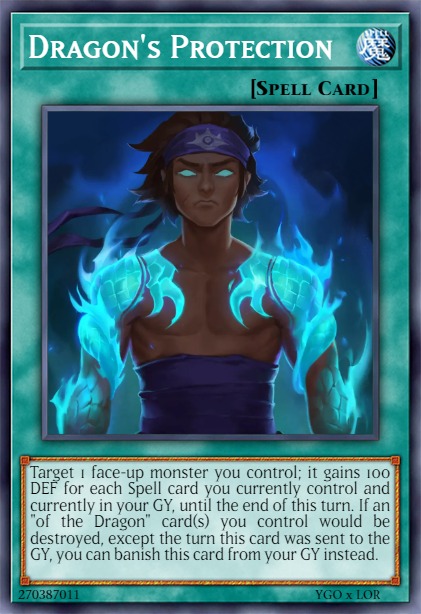 Dragon's Protection
魔
[Spell Card]
Target 1 face-up monster you control; it gains 100
DEF for each Spell card you currently control and
currently in your GY, until the end of this turn. If an
"of the Dragon" card(s) you control would be
destroyed, except the turn this card was sent to the
GY, you can banish this card from your GY instead.
270387011
YGO x LOR